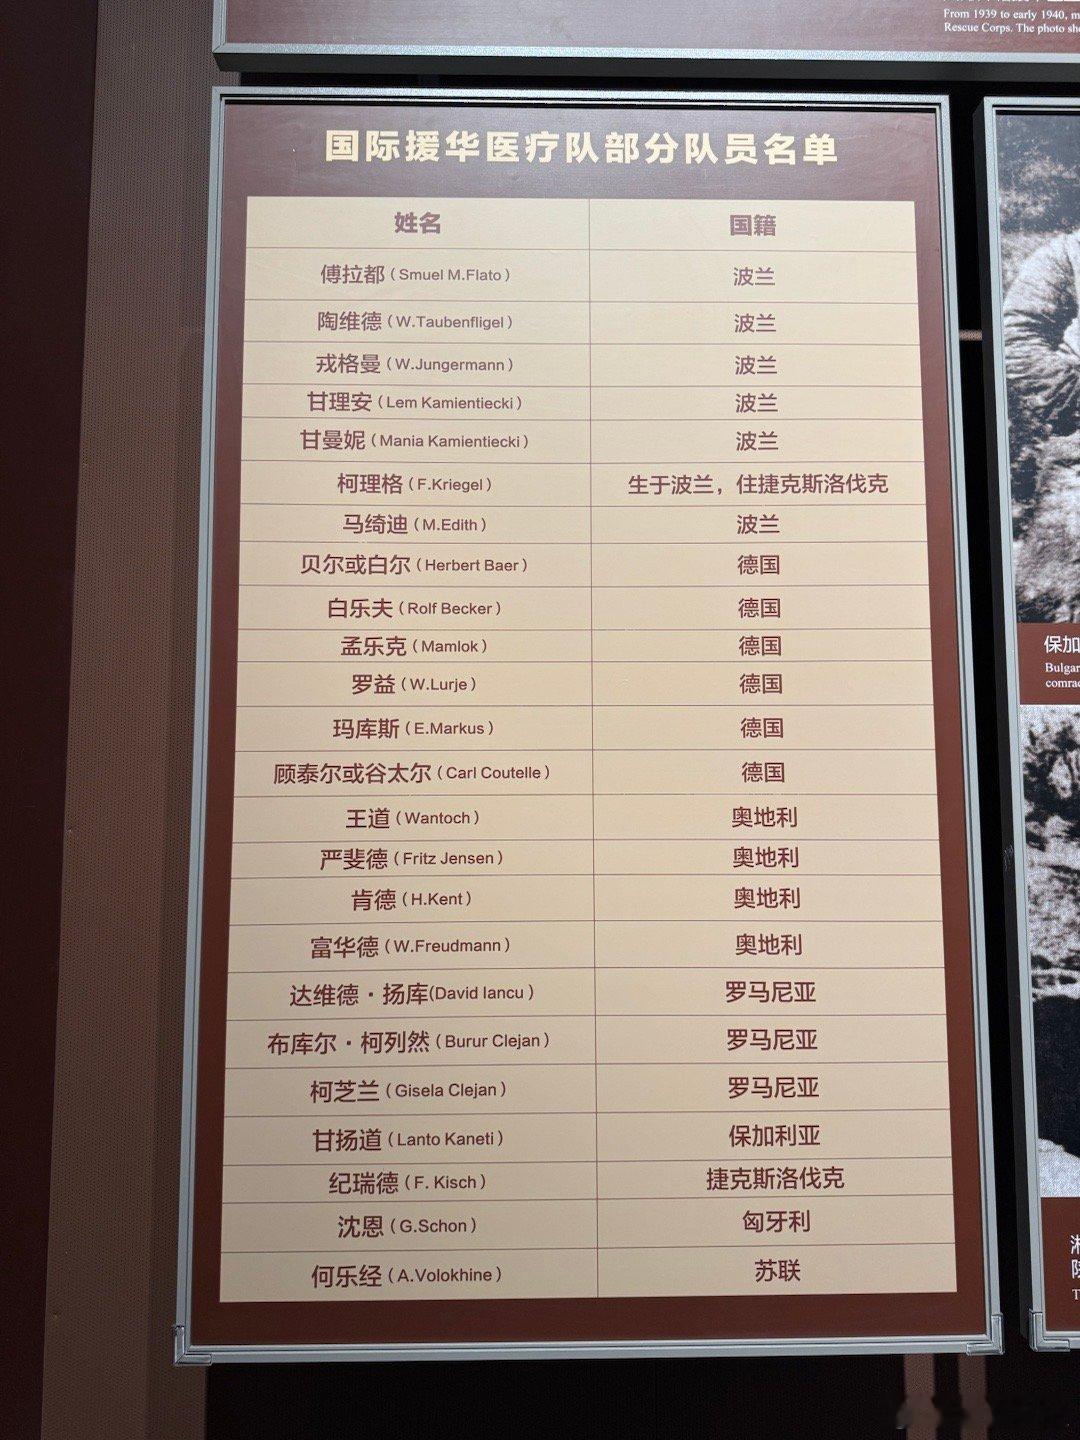 From 1939 to early 1940, m
Rescue Corps. The photo sho
国际援华医疗队部分队员名单
姓名 国籍
傅拉都（Smuel M.Flato） 波兰
陶维德（W.Taubenfligel） 波兰
戎格曼（W.Jungermann） 波兰
甘理安（Lem Kamientiecki） 波兰
甘曼妮（Mania Kamientiecki） 波兰
柯理格（F.Kriegel） 生于波兰，住捷克斯洛伐克
马绮迪（M.Edith） 波兰
贝尔或白尔（Herbert Baer） 德国
白乐夫（Rolf Becker） 德国
孟乐克（Mamlok） 德国
罗益（W.Lurje） 德国
玛库斯（E.Markus） 德国
顾泰尔或谷太尔（Carl Coutelle） 德国
王道（Wantoch） 奥地利
严斐德（Fritz Jensen） 奥地利
肯德（H.Kent） 奥地利
富华德（W.Freudmann） 奥地利
达维德·扬库(David Iancu） 罗马尼亚
布库尔·柯列然（Burur Clejan） 罗马尼亚
柯芝兰（Gisela Clejan） 罗马尼亚
甘扬道（Lanto Kaneti） 保加利亚
纪瑞德（F. Kisch） 捷克斯洛伐克
沈恩（G.Schon） 匈牙利
何乐经（A.Volokhine） 苏联
保加
Bulgar
comrad